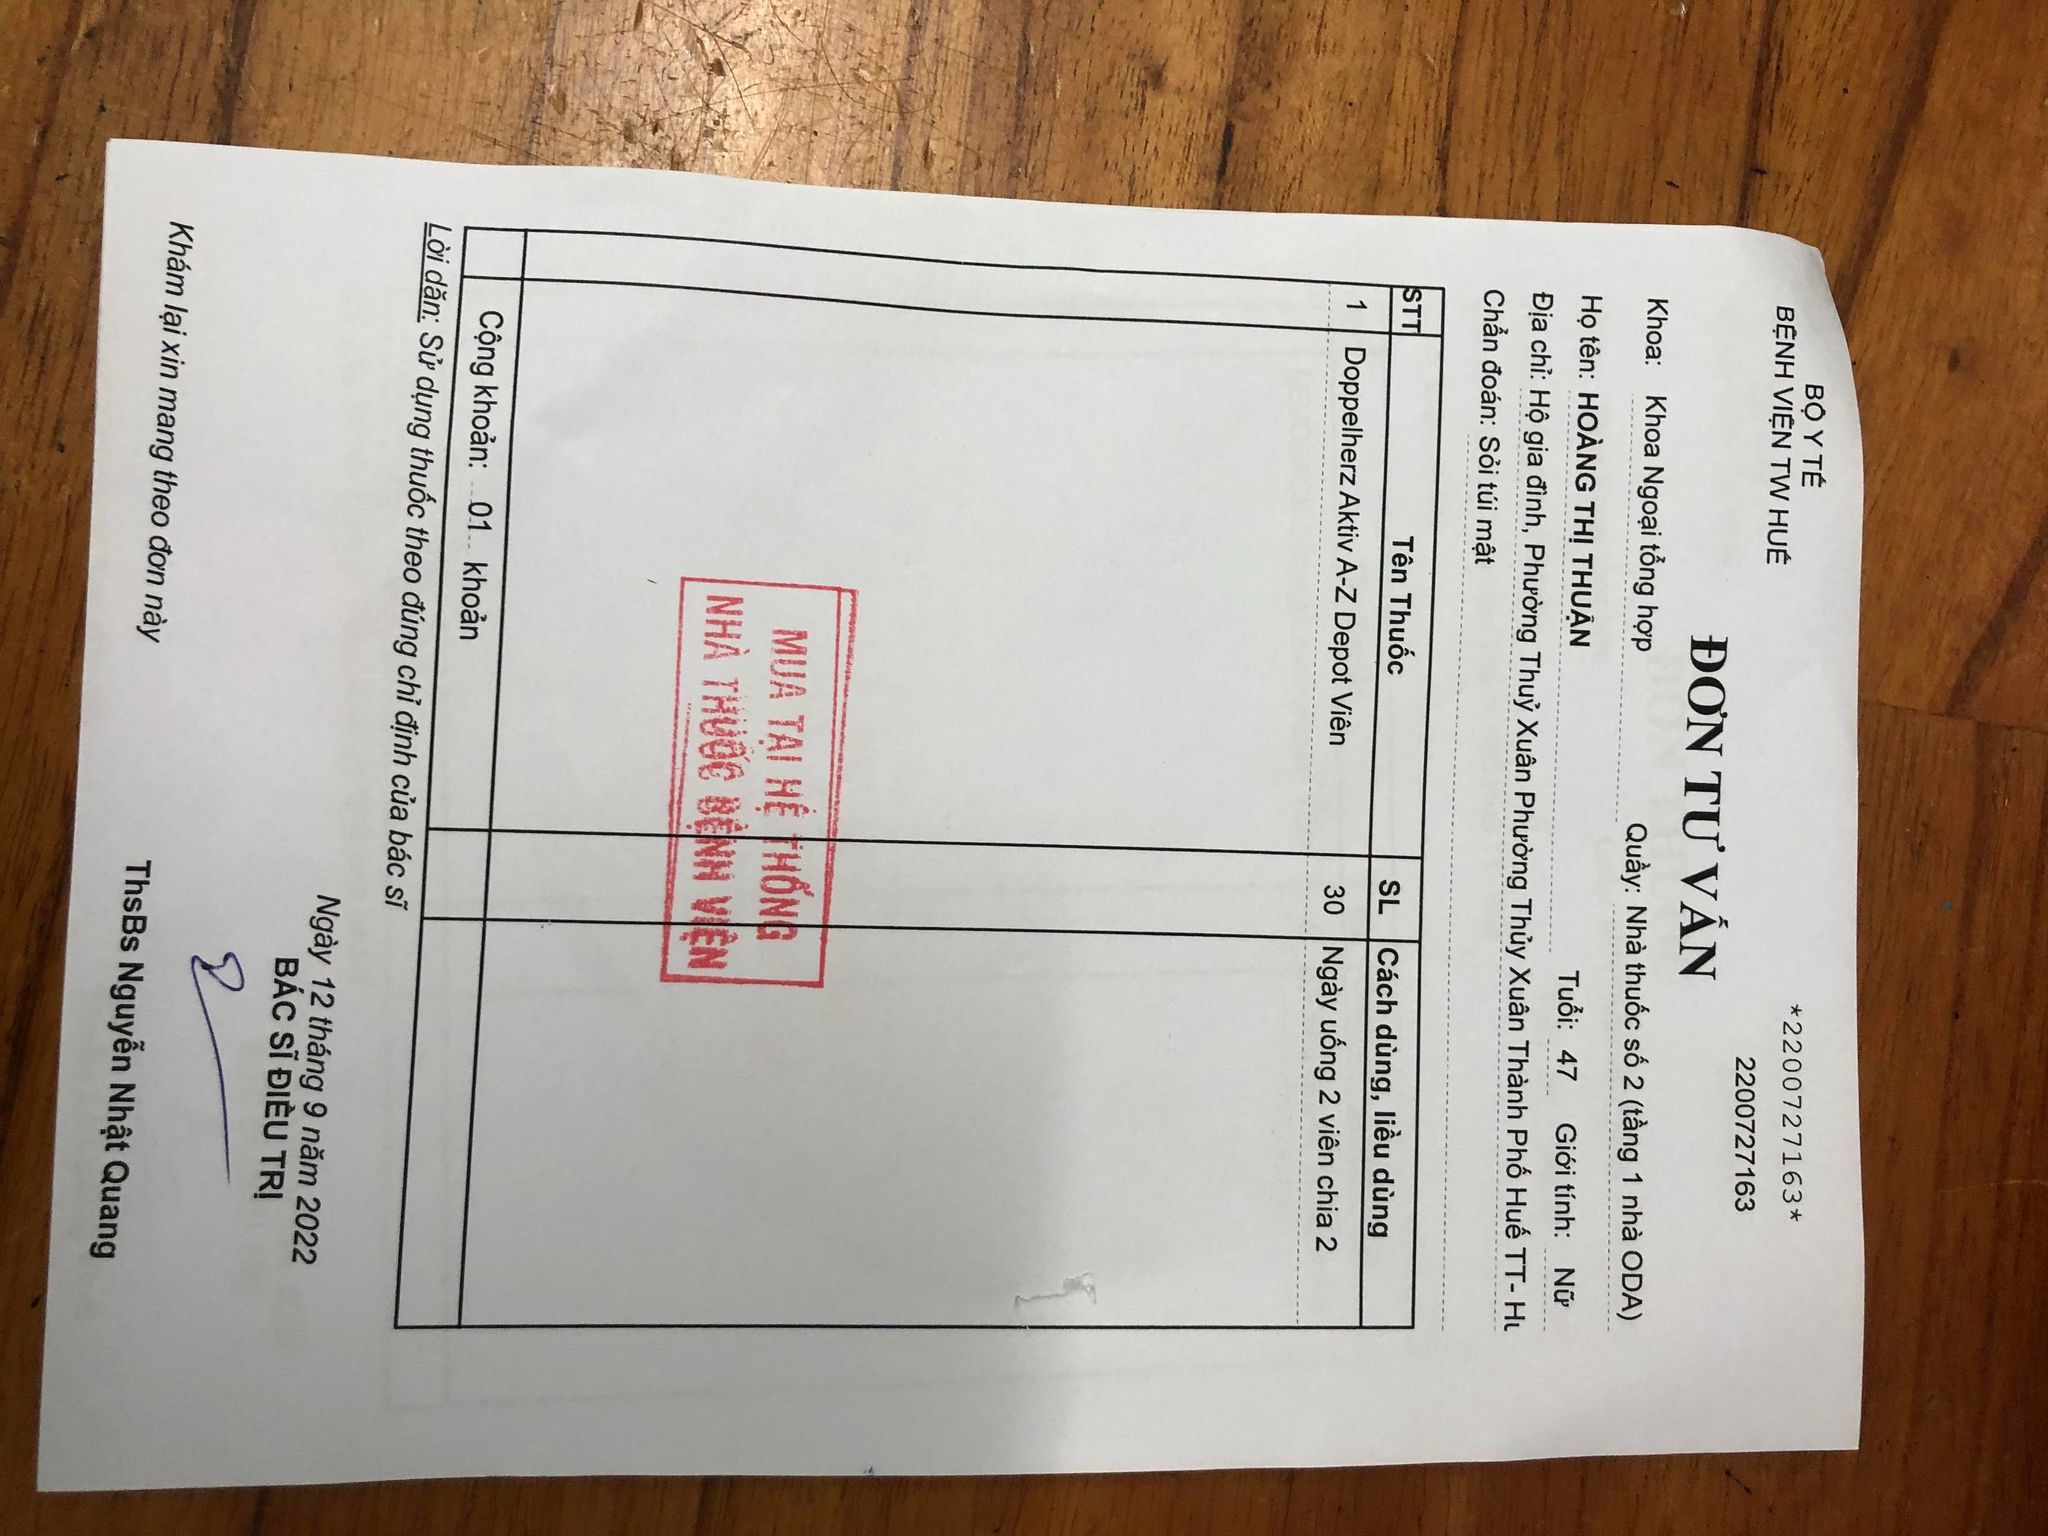 BỘ Y TẾ
BỆNH VIỆN TW HUẾ
*2200727163*
2200727163
ĐƠN TƯ VẤN
Khoa: Khoa Ngoại tổng hợp Quầy: Nhà thuốc số 2 (tầng 1 nhà ODA)
Họ tên: HOÀNG THỊ THUẬN Tuổi: 47 Giới tính: Nữ
Địa chỉ: Hộ gia đình, Phường Thuỷ Xuân Phường Thủy Xuân Thành Phố Huế TT- Hu
Chẩn đoán: Sỏi túi mật
STT Tên Thuốc SL Cách dùng, liều dùng
1 Doppelherz Aktiv A-Z Depot Viên 30 Ngày uống 2 viên chia 2
MUA TẠI HỆ THỐNG
NHÀ THUỐC BỆNH VIỆN
Cộng khoản: 01 khoản
Lời dặn: Sử dụng thuốc theo đúng chỉ định của bác sĩ
Ngày 12 tháng 9 năm 2022
BÁC SĨ ĐIỀU TRỊ
Khám lại xin mang theo đơn này
ThsBs Nguyễn Nhật Quang